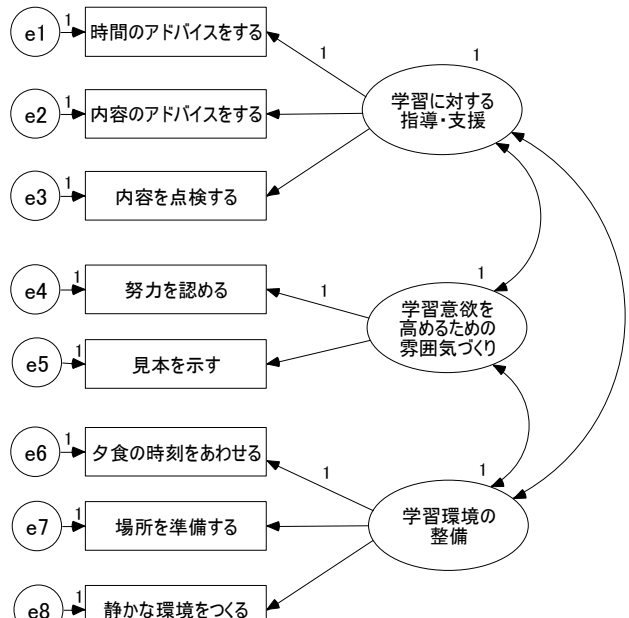 e1
1
時間のアドバイスをする
1
1
学習に対する
指導・支援
e2
1
内容のアドバイスをする
e3
1
内容を点検する
e4
1
努力を認める
1
1
学習意欲を
高めるための
雰囲気づくり
e5
1
見本を示す
e6
1
夕食の時刻をあわせる
1
1
学習環境の
整備
e7
1
場所を準備する
e8
1
静かな環境をつくる